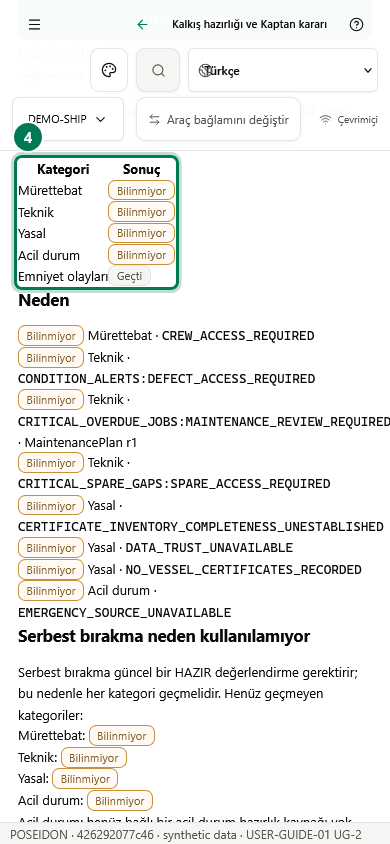 Kalkış hazırlığı ve Kaptan kararı
Türkçe
DEMO-SHIP
Araç bağlamını değiştir
Çevrimiçi
4
Kategori Sonuç
Mürettebat Bilinmiyor
Teknik Bilinmiyor
Yasal Bilinmiyor
Acil durum Bilinmiyor
Emniyet olayları Geçti
Neden
Bilinmiyor Mürettebat · CREW_ACCESS_REQUIRED
Bilinmiyor Teknik ·
CONDITION_ALERTS:DEFECT_ACCESS_REQUIRED
Bilinmiyor Teknik ·
CRITICAL_OVERDUE_JOBS:MAINTENANCE_REVIEW_REQUIRED
· MaintenancePlan r1
Bilinmiyor Teknik ·
CRITICAL_SPARE_GAPS:SPARE_ACCESS_REQUIRED
Bilinmiyor Yasal ·
CERTIFICATE_INVENTORY_COMPLETENESS_UNESTABLISHED
Bilinmiyor Yasal · DATA_TRUST_UNAVAILABLE
Bilinmiyor Yasal · NO_VESSEL_CERTIFICATES_RECORDED
Bilinmiyor Acil durum ·
EMERGENCY_SOURCE_UNAVAILABLE
Serbest bırakma neden kullanılamıyor
Serbest bırakma güncel bir HAZIR değerlendirme gerektirir;
bu nedenle her kategori geçmelidir. Henüz geçmeyen
kategoriler:
Mürettebat: Bilinmiyor
Teknik: Bilinmiyor
Yasal: Bilinmiyor
Acil durum: Bilinmiyor
POSEIDON · 426292077c46 · synthetic data · USER-GUIDE-01 UG-2